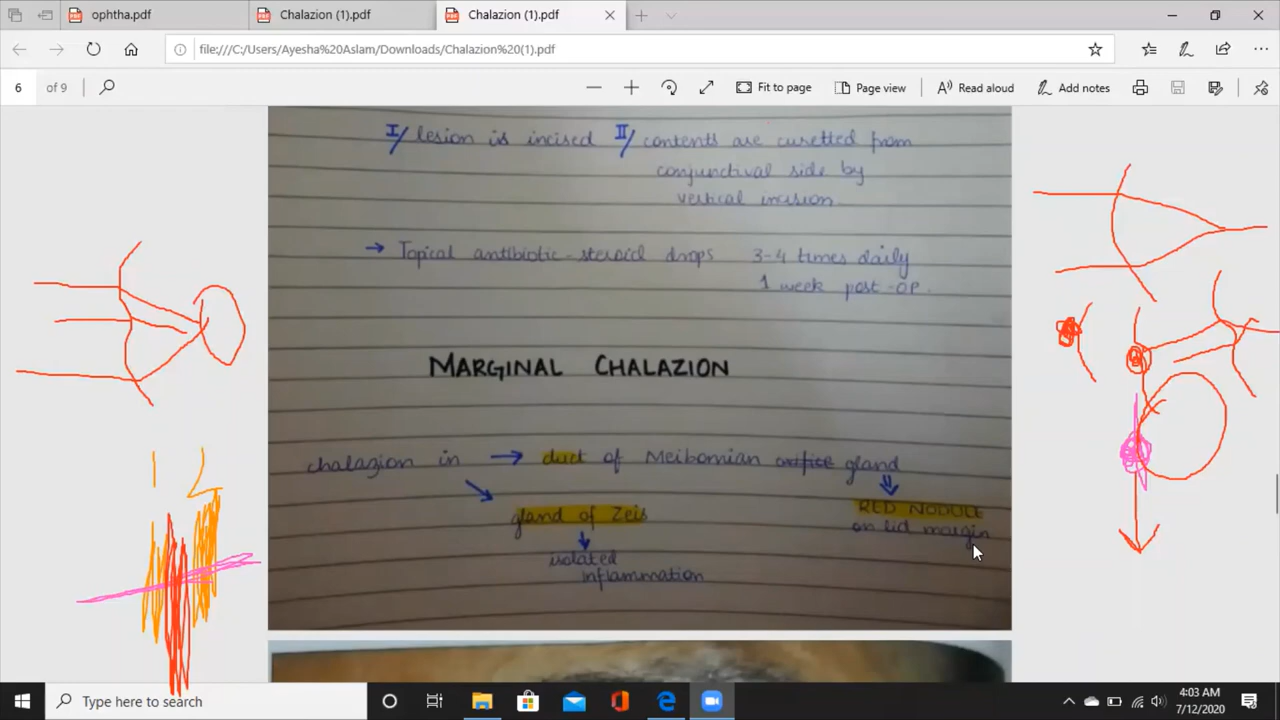 ophtha.pdf
Chalazion (1).pdf
Chalazion (1).pdf
file:///C:/Users/Ayesha%20Aslam/Downloads/Chalazion%20(1).pdf
6 of 9
Fit to page
Page view
Read aloud
Add notes
I/ lesion is incised II/ contents are curetted from
conjunctival side by
vertical incision
→ Topical antibiotic-steroid drops 3-4 times daily
1 week post-OP.
MARGINAL CHALAZION
chalazion in → duct of Meibomian orifice gland
gland of Zeis
RED NODULE
on lid margin
isolated
inflammation
1 2
Type here to search
4:03 AM
7/12/2020